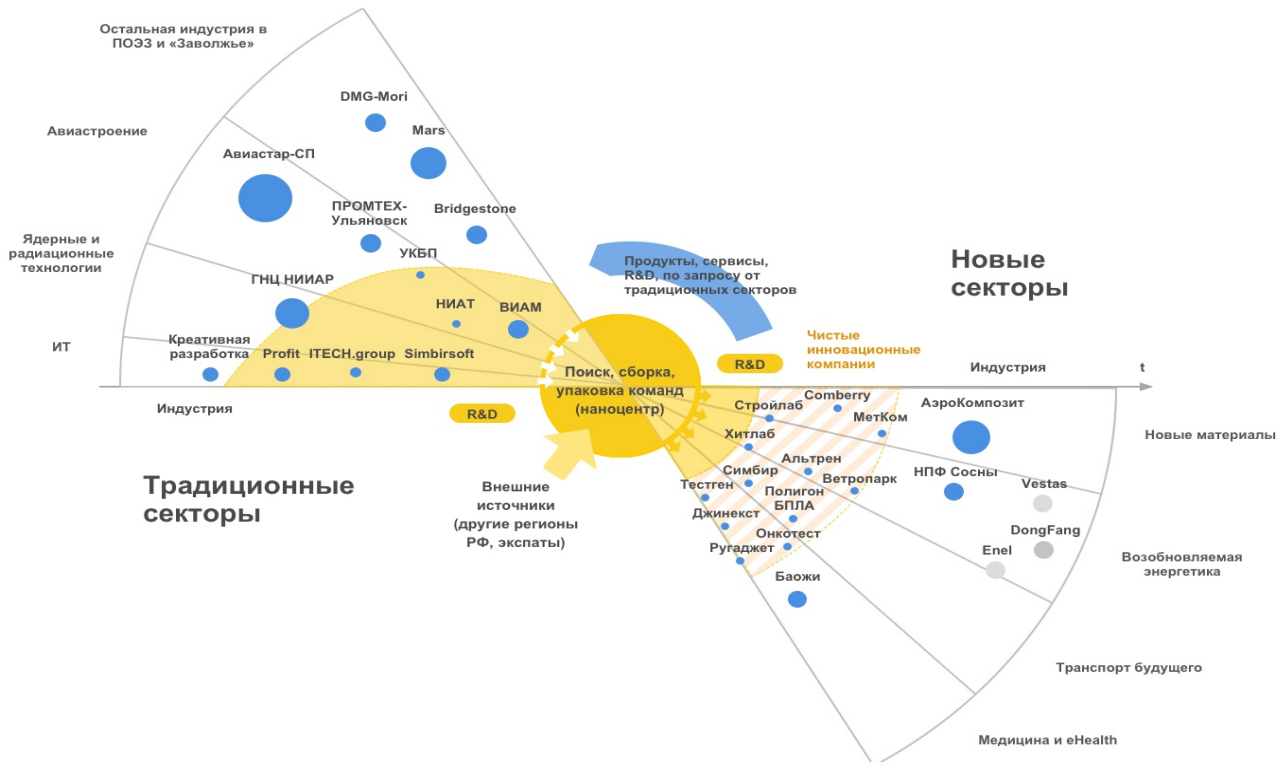 Остальная индустрия в
ПОЭЗ и «Заволжье»
DMG-Mori
Mars
Авиастроение
Авиастар-СП
ПРОМТЕХ-
Ульяновск
Bridgestone
Ядерные и
радиационные
технологии
УКБП
ГНЦ НИИАР
НИАТ
ВИАМ
ИТ
Креативная
разработка
Profit
ITECH.group
Simbirsoft
Индустрия
R&D
Традиционные
секторы
Поиск, сборка,
упаковка команд
(наноцентр)
Внешние
источники
(другие регионы
РФ, экспаты)
Продукты, сервисы,
R&D, по запросу от
традиционных секторов
Новые
секторы
R&D
Чистые
инновационные
компании
Индустрия
t
Стройлаб
Comberry
МетКом
АэроКомпозит
Новые материалы
Хитлаб
Альтрен
Симбир
Ветропарк
НПФ Сосны
Vestas
Тестген
Полигон
БПЛА
Джинекст
DongFang
Онкотест
Enel
Ругаджет
Возобновляемая
энергетика
Баожи
Транспорт будущего
Медицина и eHealth